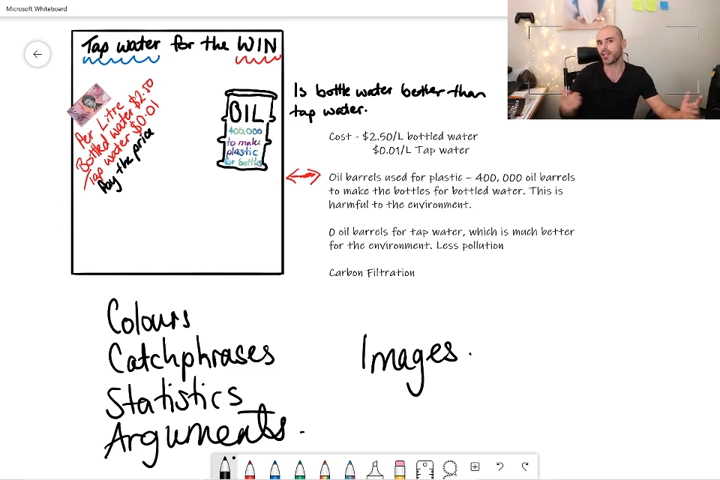 Microsoft Whiteboard
Tap water for the WIN
Per Litre
Bottled water $2.50
Tap water $0.01
Pay the price
OIL
400,000
to make
plastic
for bottles
Is bottle water better than
tap water.
Cost - $2.50/L bottled water
$0.01/L Tap water
Oil barrels used for plastic – 400, 000 oil barrels
to make the bottles for bottled water. This is
harmful to the environment.
0 oil barrels for tap water, which is much better
for the environment. Less pollution
Carbon Filtration
Colours
Catchphrases
Statistics
Arguments.
Images.